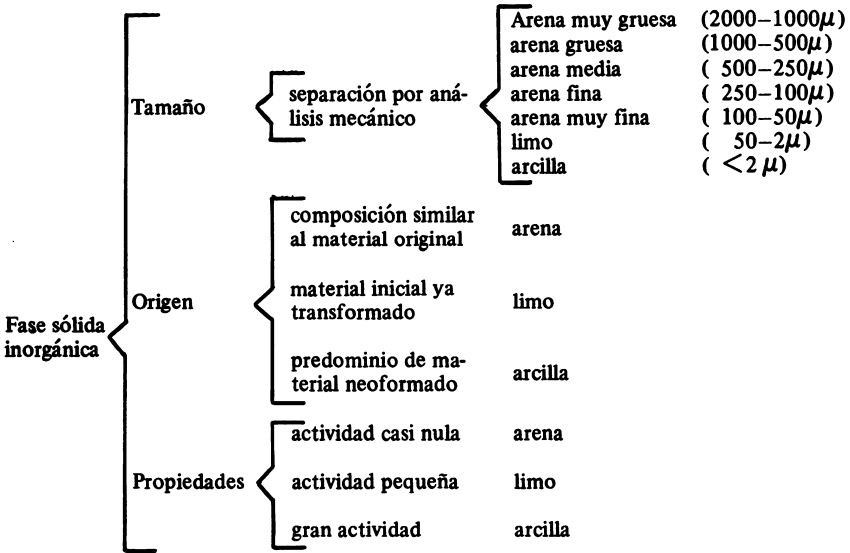 Arena muy gruesa (2000–1000μ)
arena gruesa (1000–500μ)
arena media ( 500–250μ)
Tamaño
separación por aná-
lisis mecánico
arena fina ( 250–100μ)
arena muy fina ( 100–50μ)
limo ( 50–2μ)
arcilla ( <2 μ)
composición similar
al material original
arena
Origen
material inicial ya
transformado
limo
Fase sólida
inorgánica
predominio de ma-
terial neoformado
arcilla
actividad casi nula arena
Propiedades
actividad pequeña limo
gran actividad arcilla